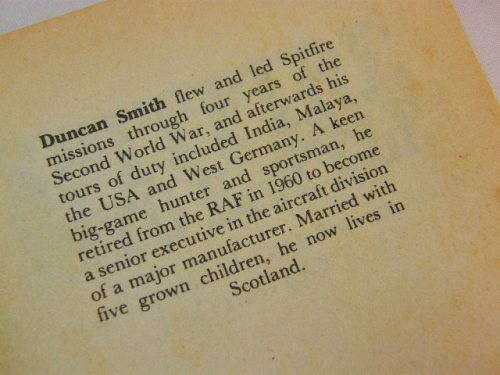 Duncan Smith flew and led Spitfire
missions through four years of the
Second World War, and afterwards his
tours of duty included India, Malaya,
the USA and West Germany. A keen
big-game hunter and sportsman, he
retired from the RAF in 1960 to become
a senior executive in the aircraft division
of a major manufacturer. Married with
five grown children, he now lives in
Scotland.